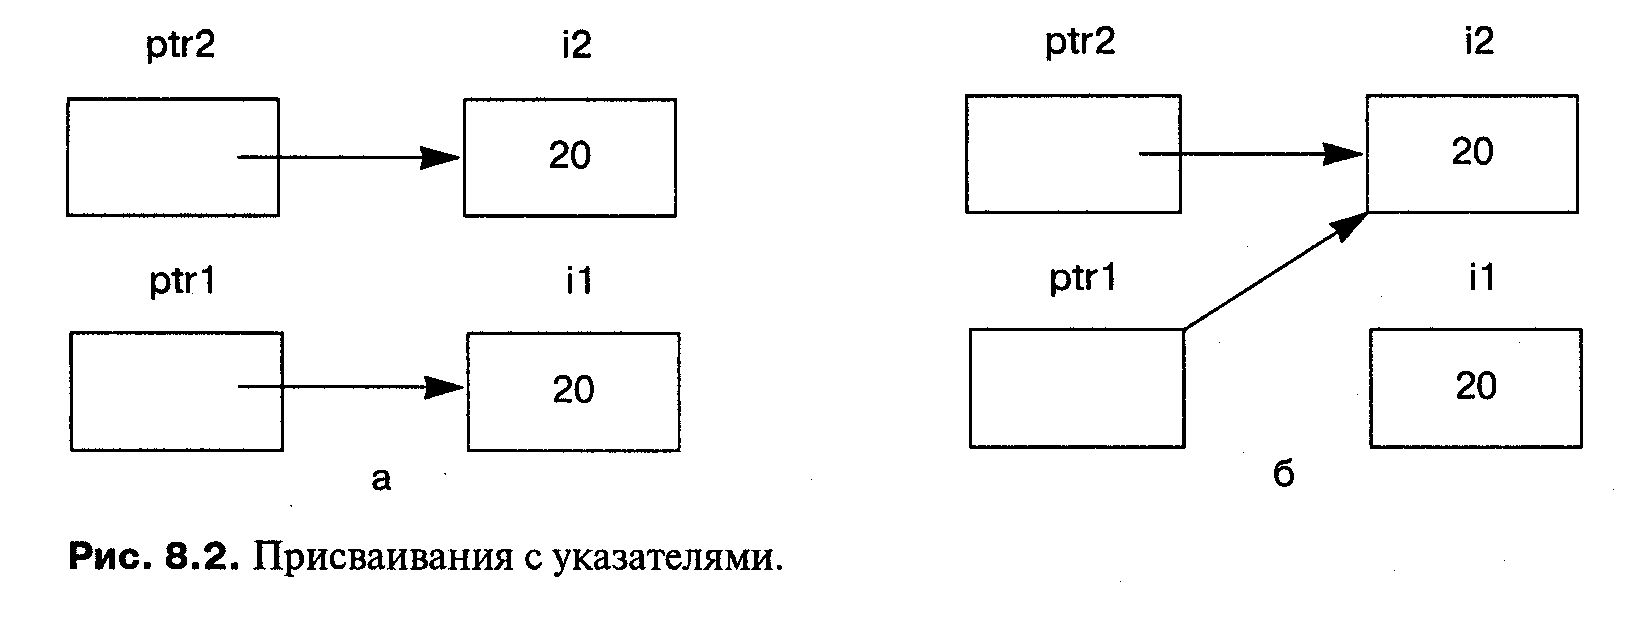 ptr2 i2 ptr2 i2
20 20
ptr1 i1 ptr1 i1
20 20
а б
Рис. 8.2. Присваивания с указателями.